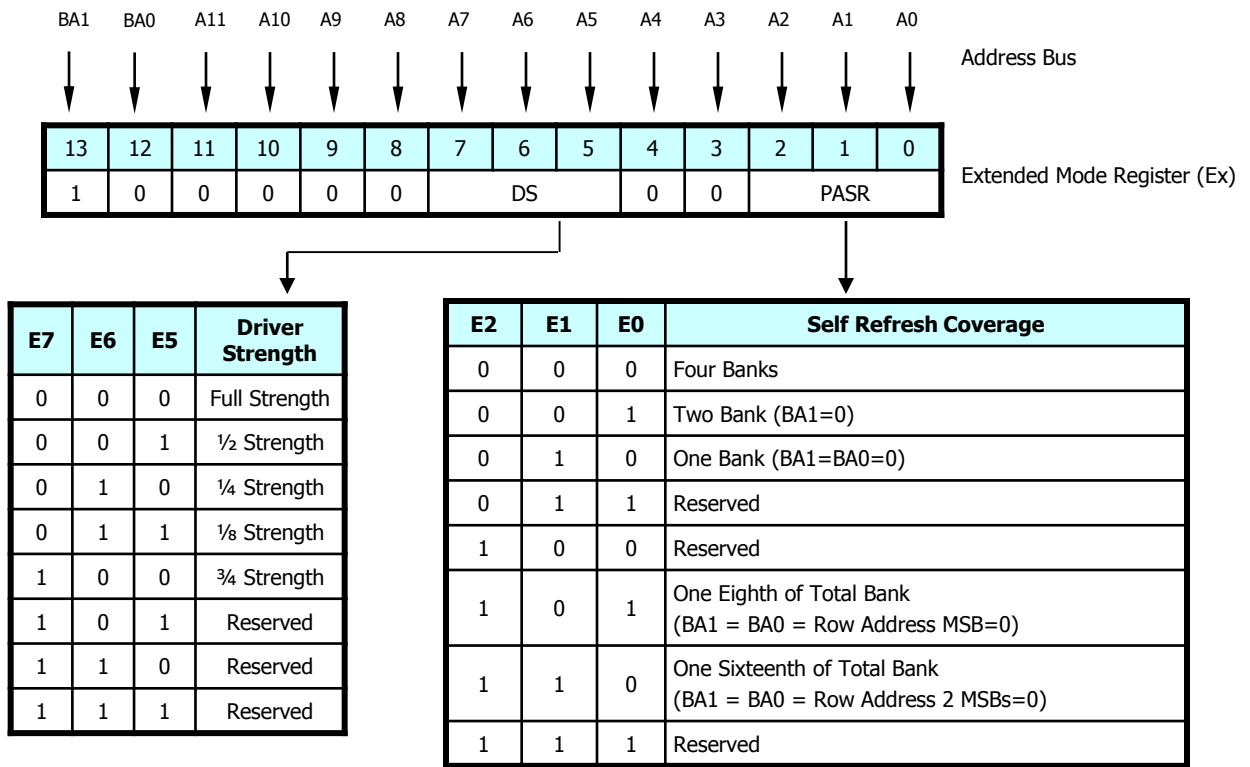 BA1 BA0 A11 A10 A9 A8 A7 A6 A5 A4 A3 A2 A1 A0
Address Bus
13 12 11 10 9 8 7 6 5 4 3 2 1 0
1 0 0 0 0 0 DS 0 0 PASR
Extended Mode Register (Ex)
E7 E6 E5 Driver
Strength
0 0 0 Full Strength
0 0 1 ½ Strength
0 1 0 ¼ Strength
0 1 1 ⅛ Strength
1 0 0 ¾ Strength
1 0 1 Reserved
1 1 0 Reserved
1 1 1 Reserved
E2 E1 E0 Self Refresh Coverage
0 0 0 Four Banks
0 0 1 Two Bank (BA1=0)
0 1 0 One Bank (BA1=BA0=0)
0 1 1 Reserved
1 0 0 Reserved
1 0 1 One Eighth of Total Bank
(BA1 = BA0 = Row Address MSB=0)
1 1 0 One Sixteenth of Total Bank
(BA1 = BA0 = Row Address 2 MSBs=0)
1 1 1 Reserved